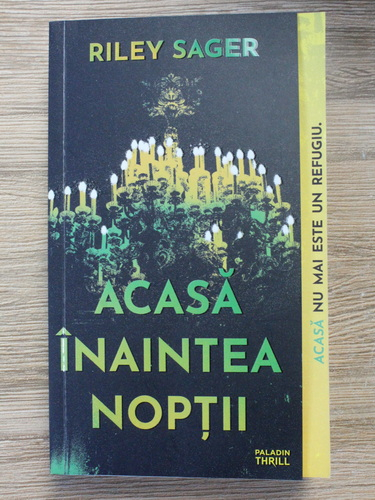 RILEY SAGER
ACASĂ
ÎNAINTEA
NOPȚII
PALADIN
THRILL
ACASĂ NU MAI ESTE UN REFUGIU.